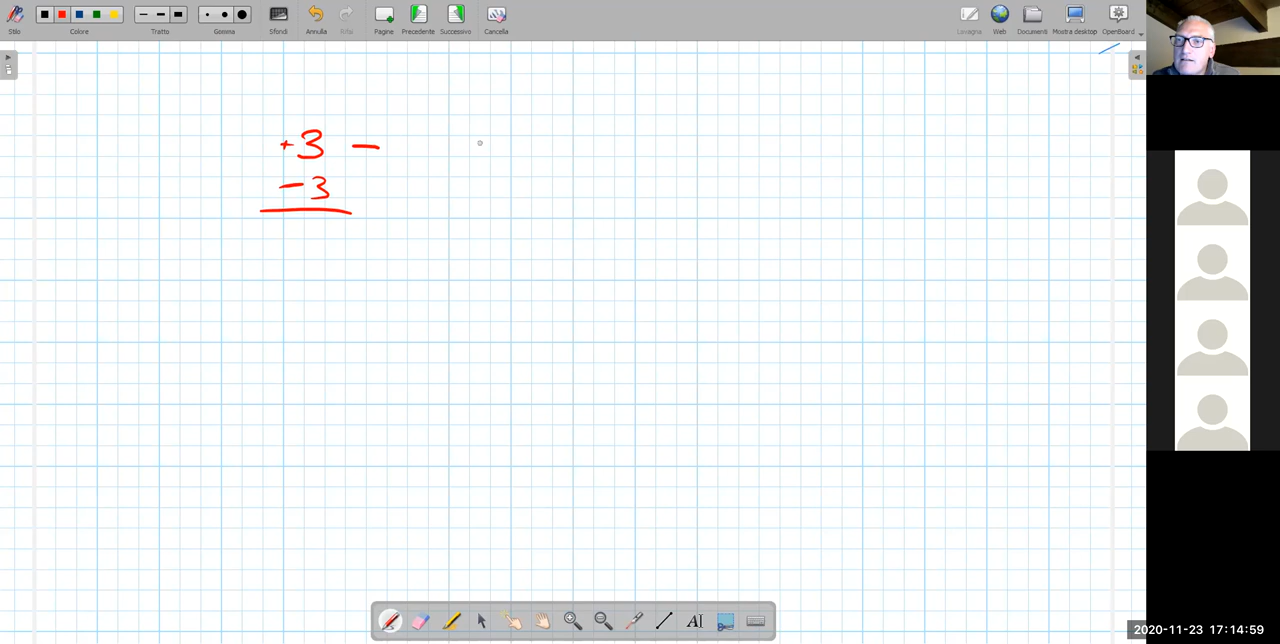 Stilo Colore Tratto Gomma Sfondi Annulla Rifai Pagine Precedente Successivo Cancella Lavagna Web Documenti Mostra desktop OpenBoard
+3 –
–3
AI
2020-11-23 17:14:59